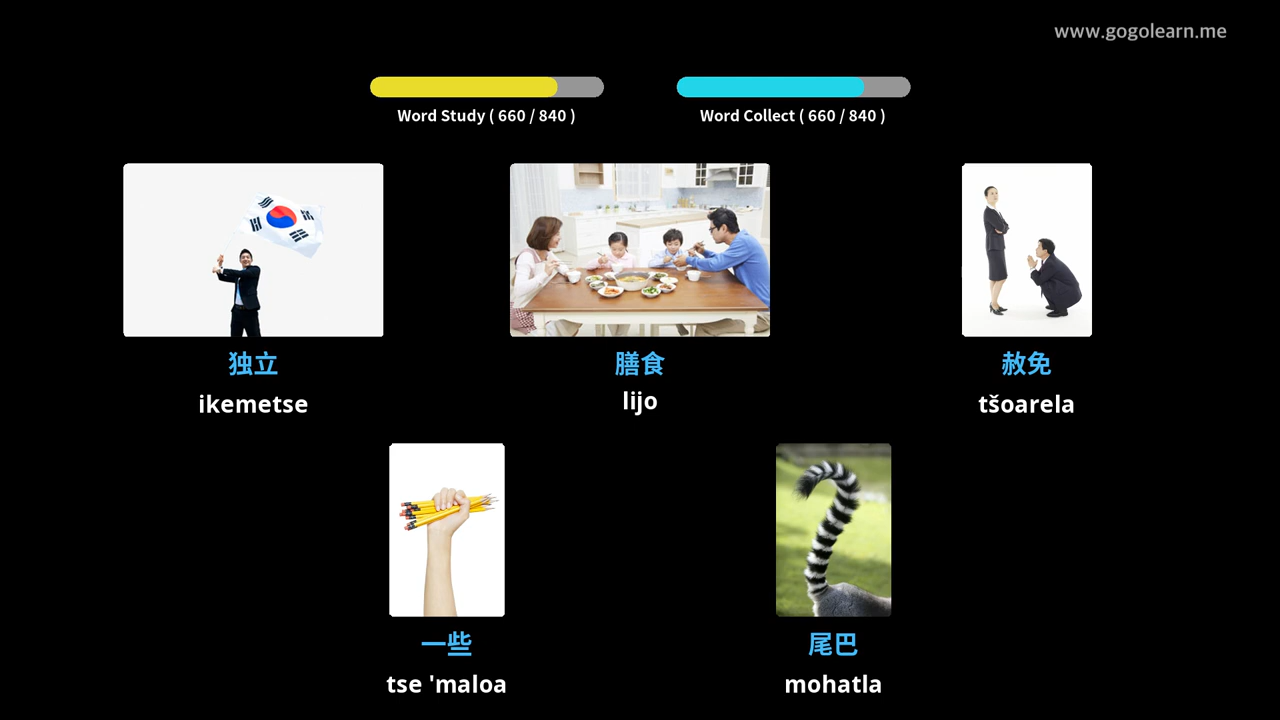 www.gogolearn.me
Word Study ( 660 / 840 )
Word Collect ( 660 / 840 )
独立
ikemetse
膳食
lijo
赦免
tšoarela
一些
tse 'maloa
尾巴
mohatla